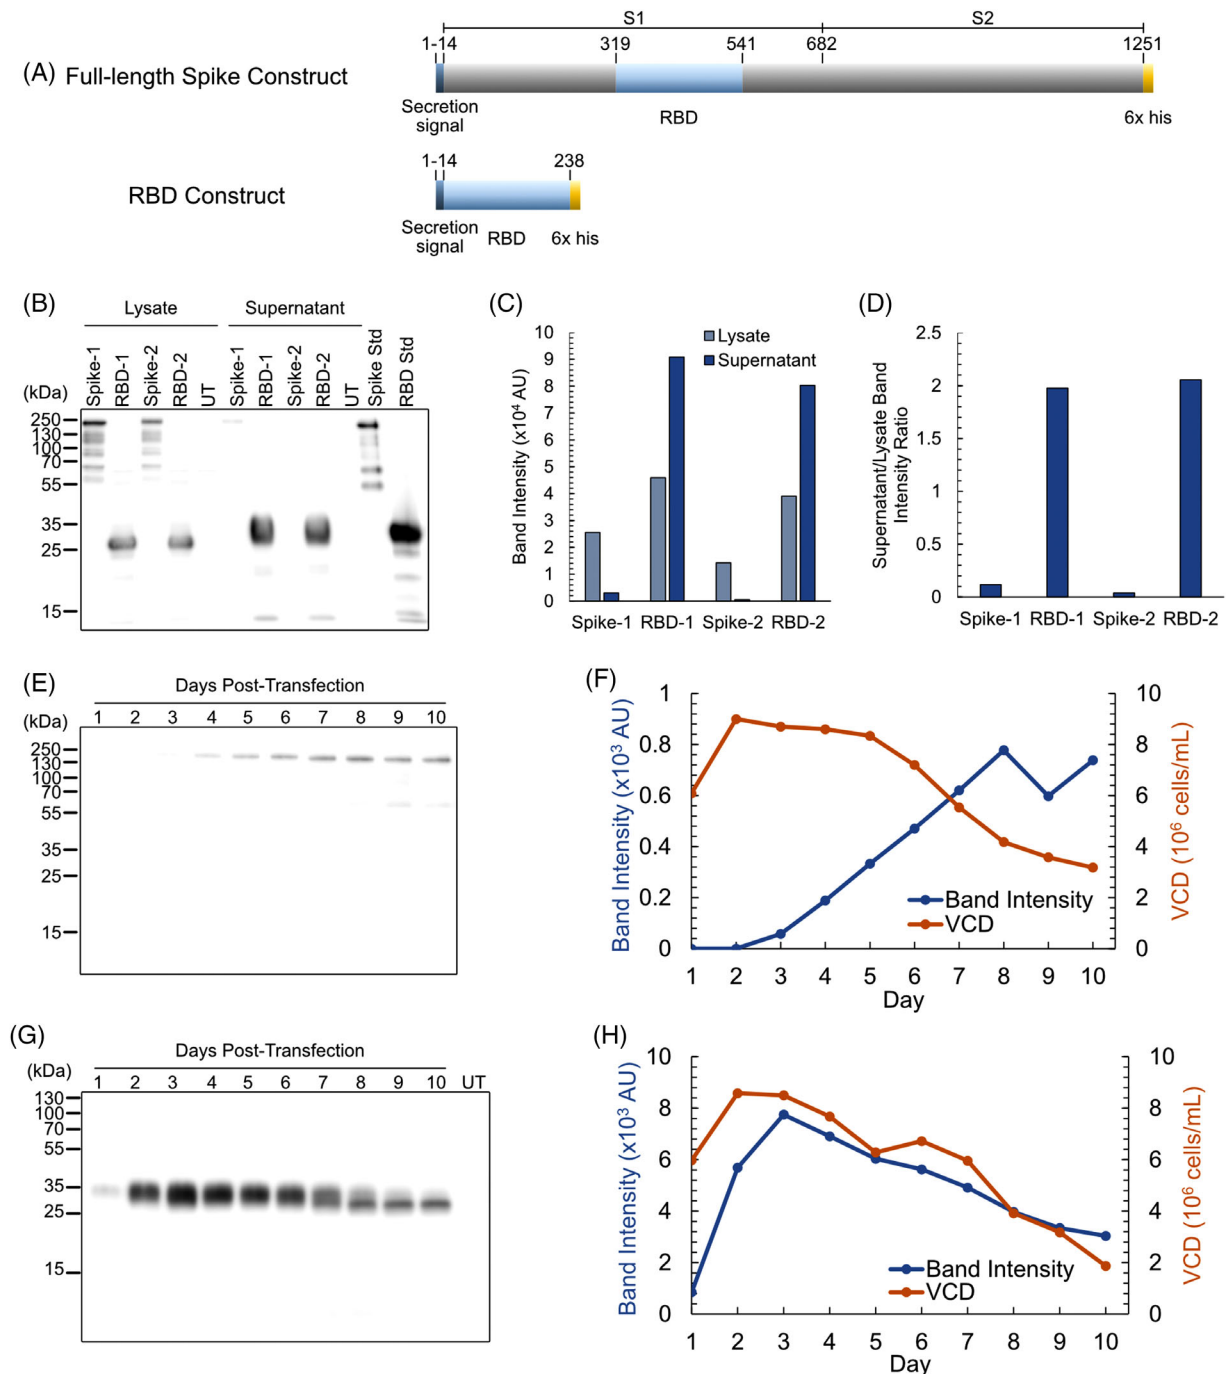 S1 S2
1-14 319 541 682 1251
(A) Full-length Spike Construct
Secretion signal RBD 6x his
1-14 238
RBD Construct
Secretion signal RBD 6x his
(B) Lysate Supernatant
(kDa) Spike-1 RBD-1 Spike-2 RBD-2 UT Spike-1 RBD-1 Spike-2 RBD-2 UT Spike Std RBD Std
250
130
100
70
55
35
25
15
(C)
Band Intensity (x10⁴ AU)
10
9
8
7
6
5
4
3
2
1
0
Lysate
Supernatant
Spike-1 RBD-1 Spike-2 RBD-2
(D)
Supernatant/Lysate Band
Intensity Ratio
2.5
2
1.5
1
0.5
0
Spike-1 RBD-1 Spike-2 RBD-2
(E) Days Post-Transfection
(kDa) 1 2 3 4 5 6 7 8 9 10
250
130
100
70
55
35
25
15
(F)
Band Intensity (x10³ AU)
1
0.8
0.6
0.4
0.2
0
VCD (10⁶ cells/mL)
10
8
6
4
2
0
Band Intensity
VCD
1 2 3 4 5 6 7 8 9 10
Day
(G) Days Post-Transfection
(kDa) 1 2 3 4 5 6 7 8 9 10 UT
130
100
70
55
35
25
15
(H)
Band Intensity (x10³ AU)
10
8
6
4
2
0
VCD (10⁶ cells/mL)
10
8
6
4
2
0
Band Intensity
VCD
1 2 3 4 5 6 7 8 9 10
Day